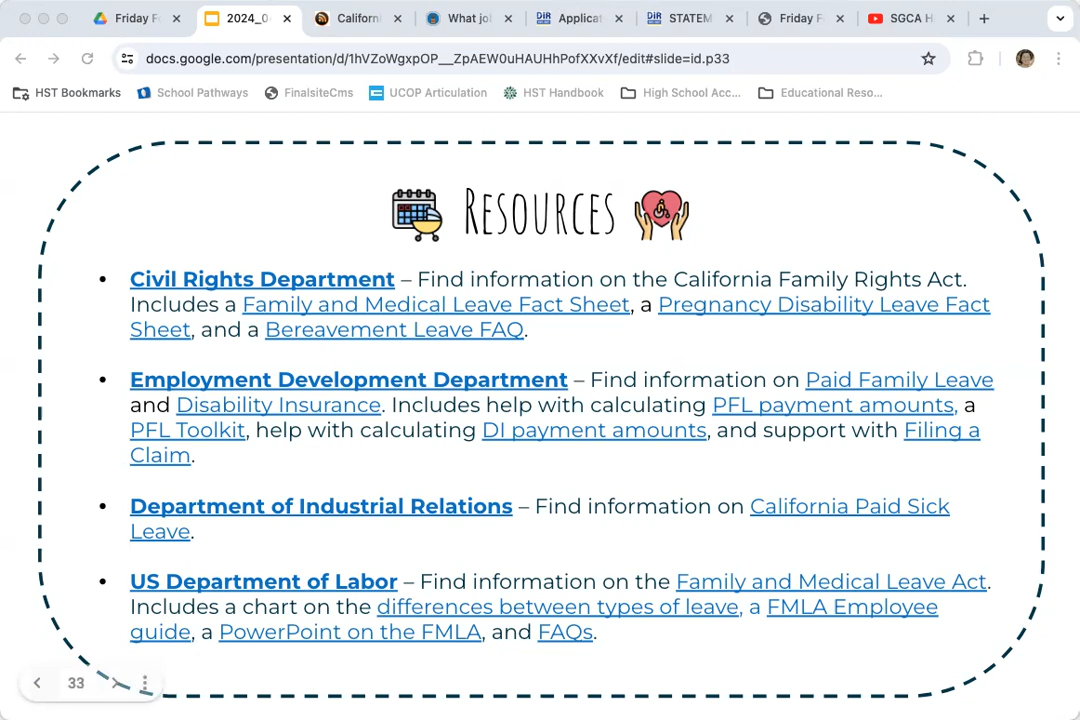 Friday F
2024_0
Californ
What jo
DIR
Applicat
DIR
STATEM
Friday F
SGCA H
docs.google.com/presentation/d/1hVZoWgxpOP__ZpAEW0uHAUHhPofXXvXf/edit#slide=id.p33
HST Bookmarks
School Pathways
FinalsiteCms
UCOP Articulation
HST Handbook
High School Acc...
Educational Reso...
RESOURCES
• Civil Rights Department – Find information on the California Family Rights Act.
Includes a Family and Medical Leave Fact Sheet, a Pregnancy Disability Leave Fact
Sheet, and a Bereavement Leave FAQ.
• Employment Development Department – Find information on Paid Family Leave
and Disability Insurance. Includes help with calculating PFL payment amounts, a
PFL Toolkit, help with calculating DI payment amounts, and support with Filing a
Claim.
• Department of Industrial Relations – Find information on California Paid Sick
Leave.
• US Department of Labor – Find information on the Family and Medical Leave Act.
Includes a chart on the differences between types of leave, a FMLA Employee
guide, a PowerPoint on the FMLA, and FAQs.
33